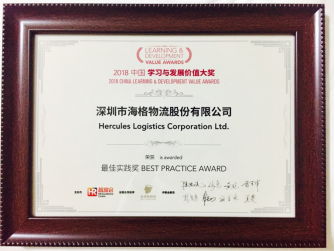 LEARNING &
DEVELOPMENT
VALUE AWARDS
2018 中国 学习与发展价值大奖
2018 CHINA LEARNING & DEVELOPMENT VALUE AWARDS
深圳市海格物流股份有限公司
Hercules Logistics Corporation Ltd.
荣获 is awarded
最佳实践奖 BEST PRACTICE AWARD
HR